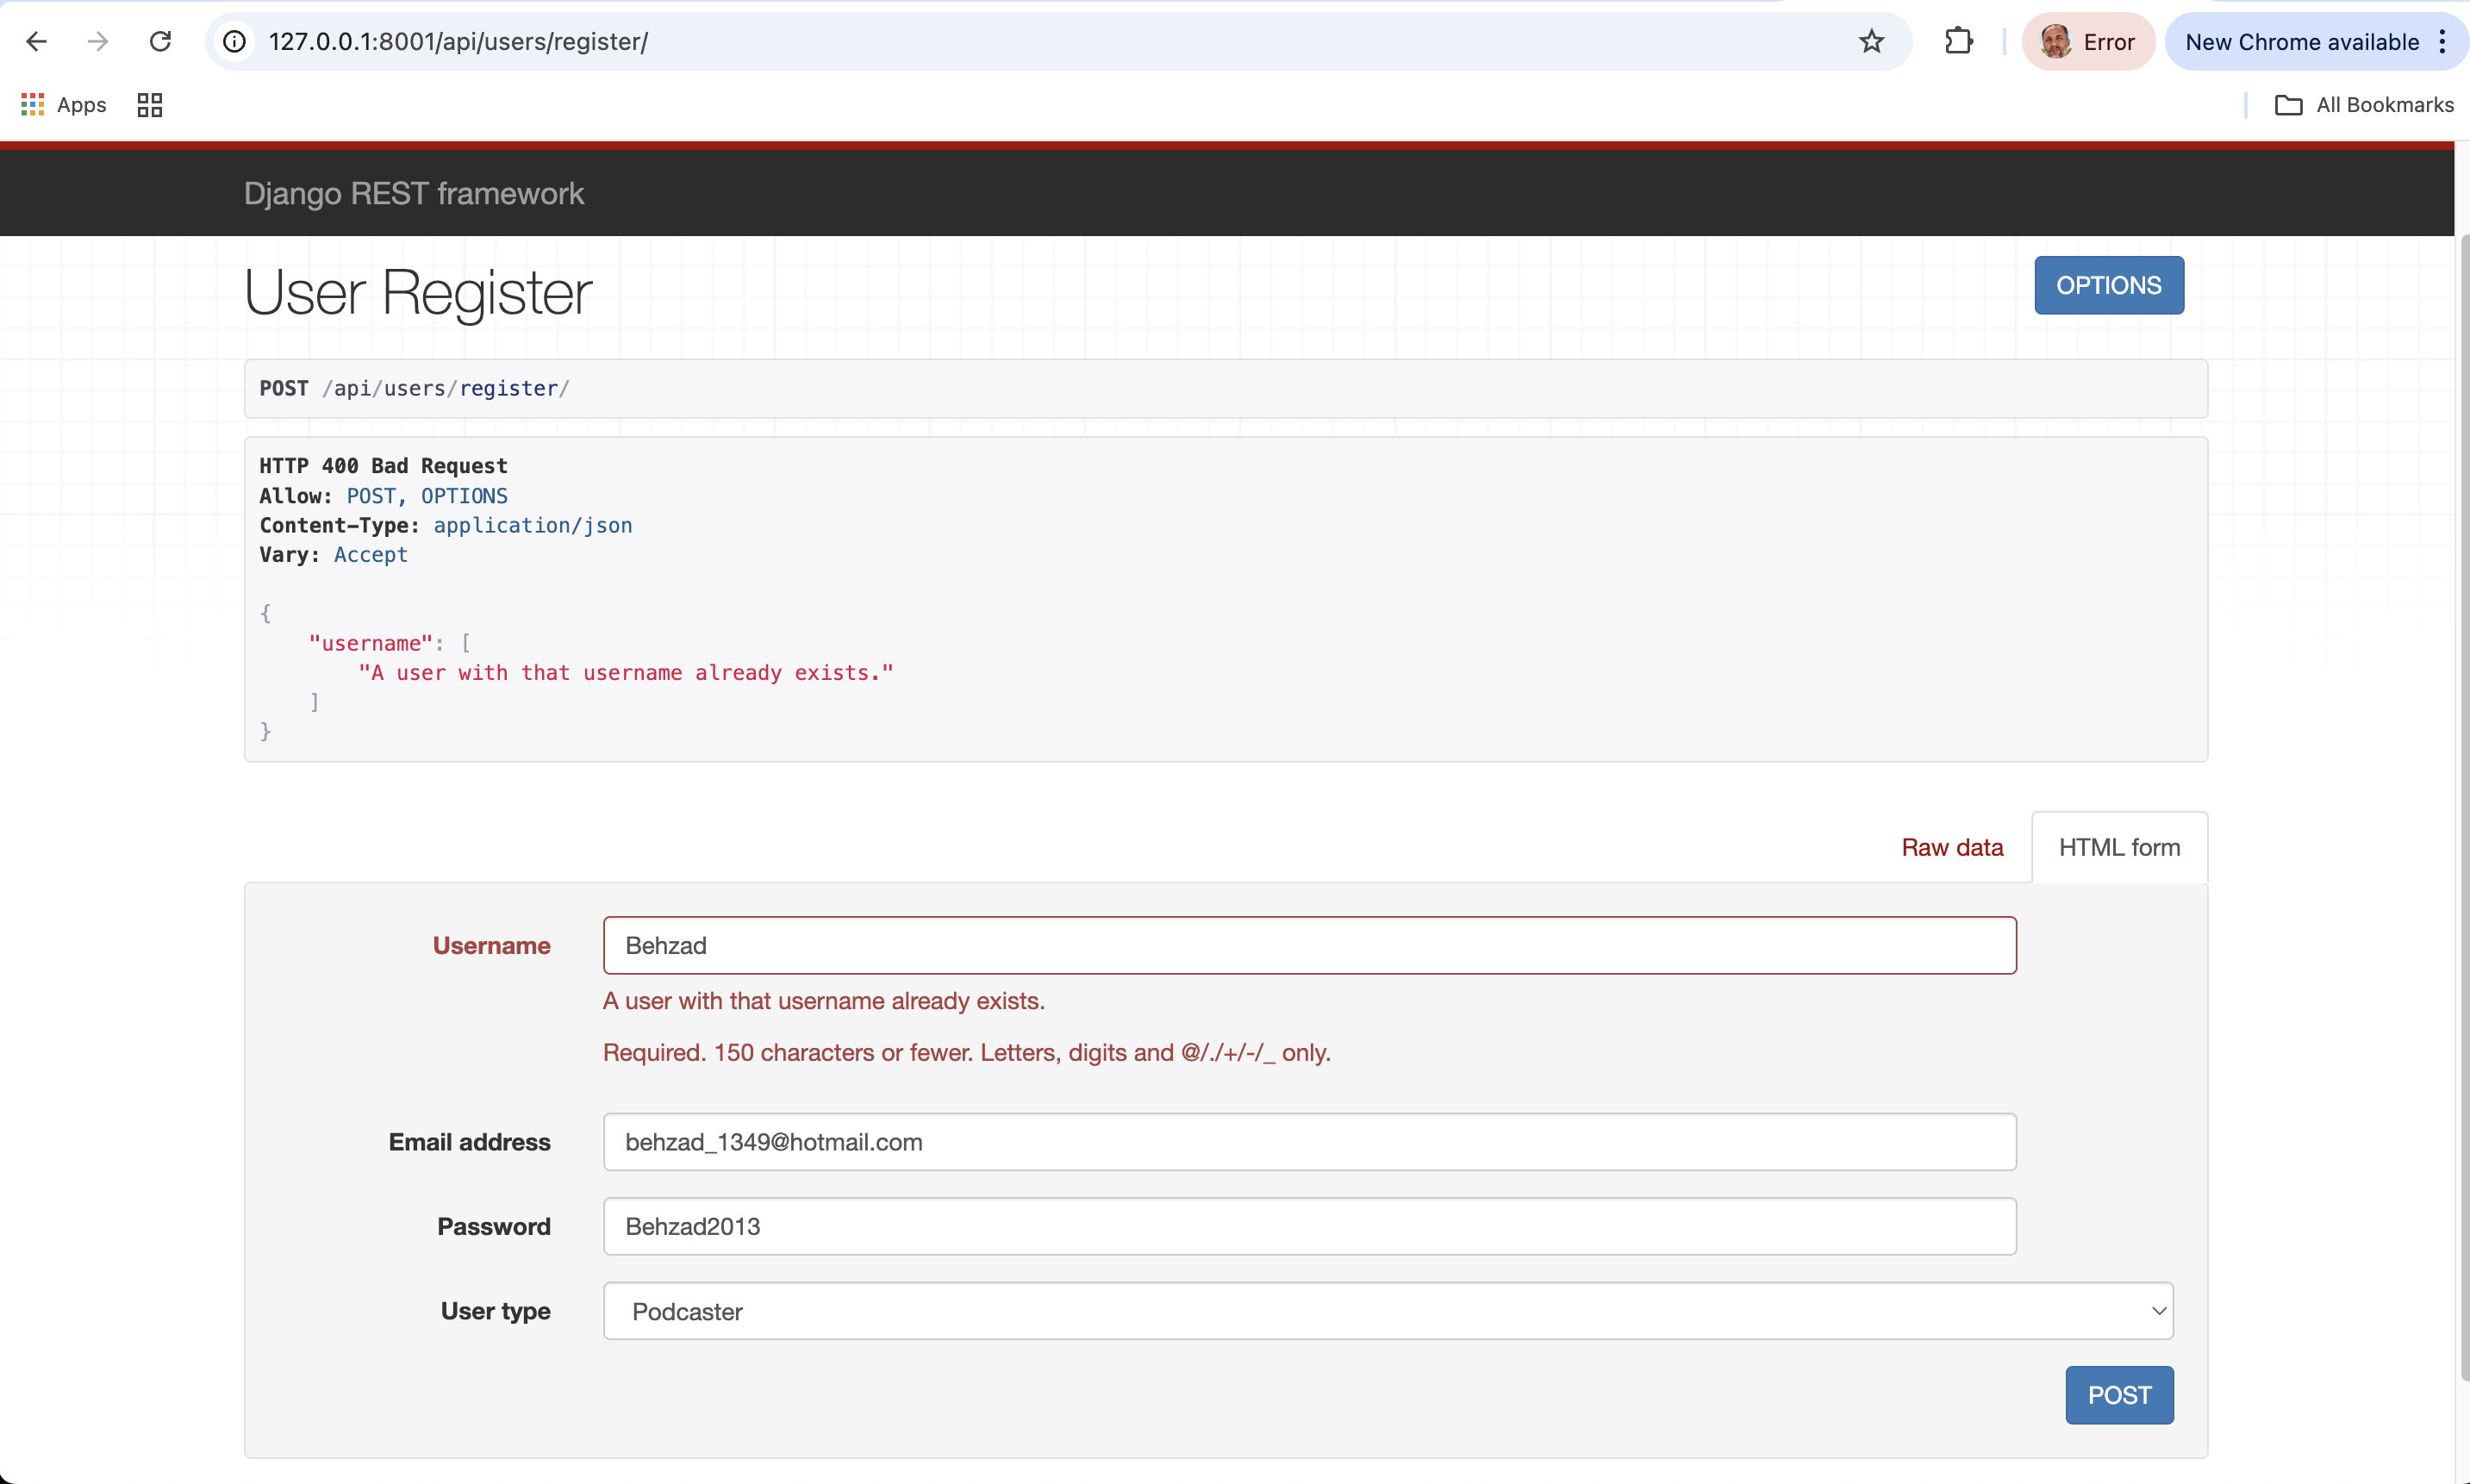 127.0.0.1:8001/api/users/register/
Error
New Chrome available
Apps
All Bookmarks
Django REST framework
User Register
OPTIONS
POST /api/users/register/
HTTP 400 Bad Request
Allow: POST, OPTIONS
Content-Type: application/json
Vary: Accept
{
"username": [
"A user with that username already exists."
]
}
Raw data
HTML form
Username
Behzad
A user with that username already exists.
Required. 150 characters or fewer. Letters, digits and @/./+/-/_ only.
Email address
behzad_1349@hotmail.com
Password
Behzad2013
User type
Podcaster
POST